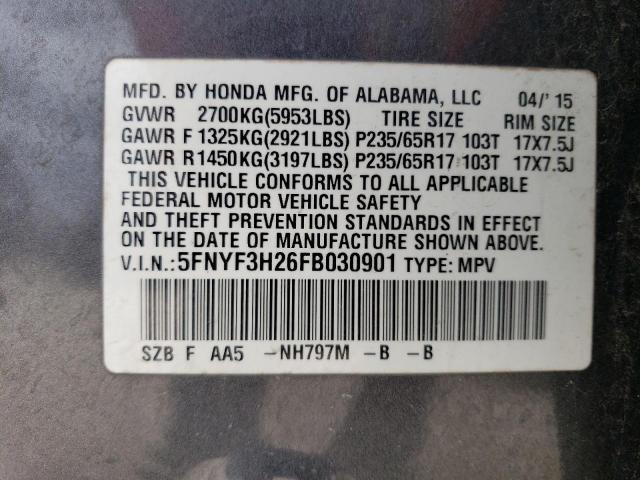 MFD. BY HONDA MFG. OF ALABAMA, LLC 04/'15
GVWR 2700KG(5953LBS) TIRE SIZE RIM SIZE
GAWR F 1325KG(2921LBS) P235/65R17 103T 17X7.5J
GAWR R1450KG(3197LBS) P235/65R17 103T 17X7.5J
THIS VEHICLE CONFORMS TO ALL APPLICABLE
FEDERAL MOTOR VEHICLE SAFETY
AND THEFT PREVENTION STANDARDS IN EFFECT
ON THE DATE OF MANUFACTURE SHOWN ABOVE.
V.I.N.:5FNYF3H26FB030901 TYPE: MPV
SZB F AA5 -NH797M -B -B